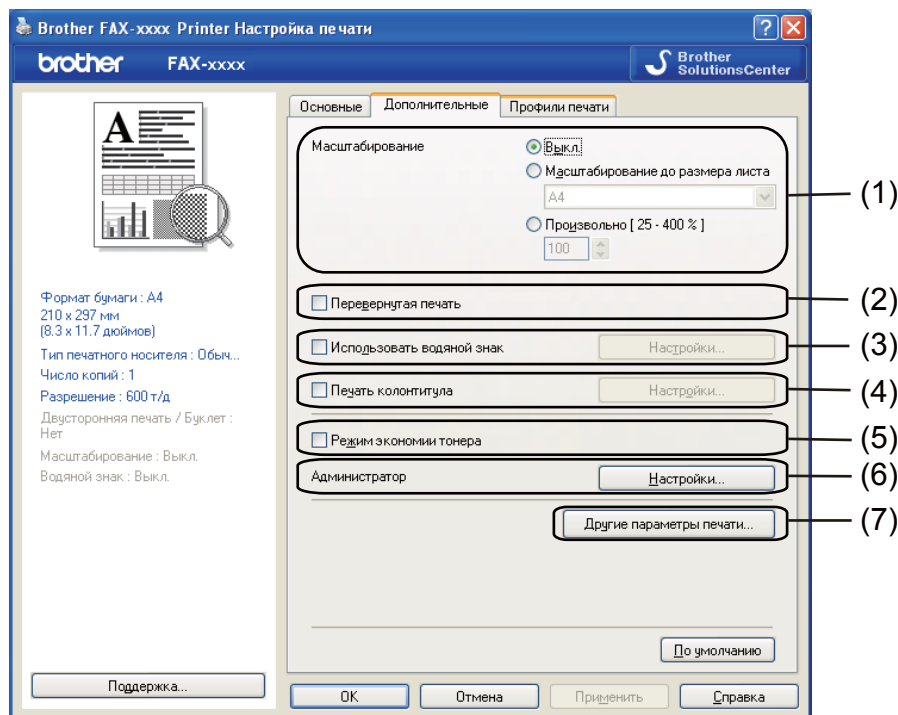 Brother FAX-xxxx Printer Настройка печати
brother FAX-xxxx
Brother
SolutionsCenter
A
Формат бумаги : A4
210 x 297 мм
(8.3 x 11.7 дюймов)
Тип печатного носителя : Обыч...
Число копий : 1
Разрешение : 600 т/д
Двусторонняя печать / Буклет :
Нет
Масштабирование : Выкл.
Водяной знак : Выкл.
Поддержка...
Основные Дополнительные Профили печати
Масштабирование
Выкл.
Масштабирование до размера листа
A4
Произвольно [ 25 - 400 % ]
100
(1)
Перевернутая печать
(2)
Использовать водяной знак Настройки...
(3)
Печать колонтитула Настройки...
(4)
Режим экономии тонера
(5)
Администратор Настройки...
(6)
Другие параметры печати...
(7)
По умолчанию
OK Отмена Применить Справка